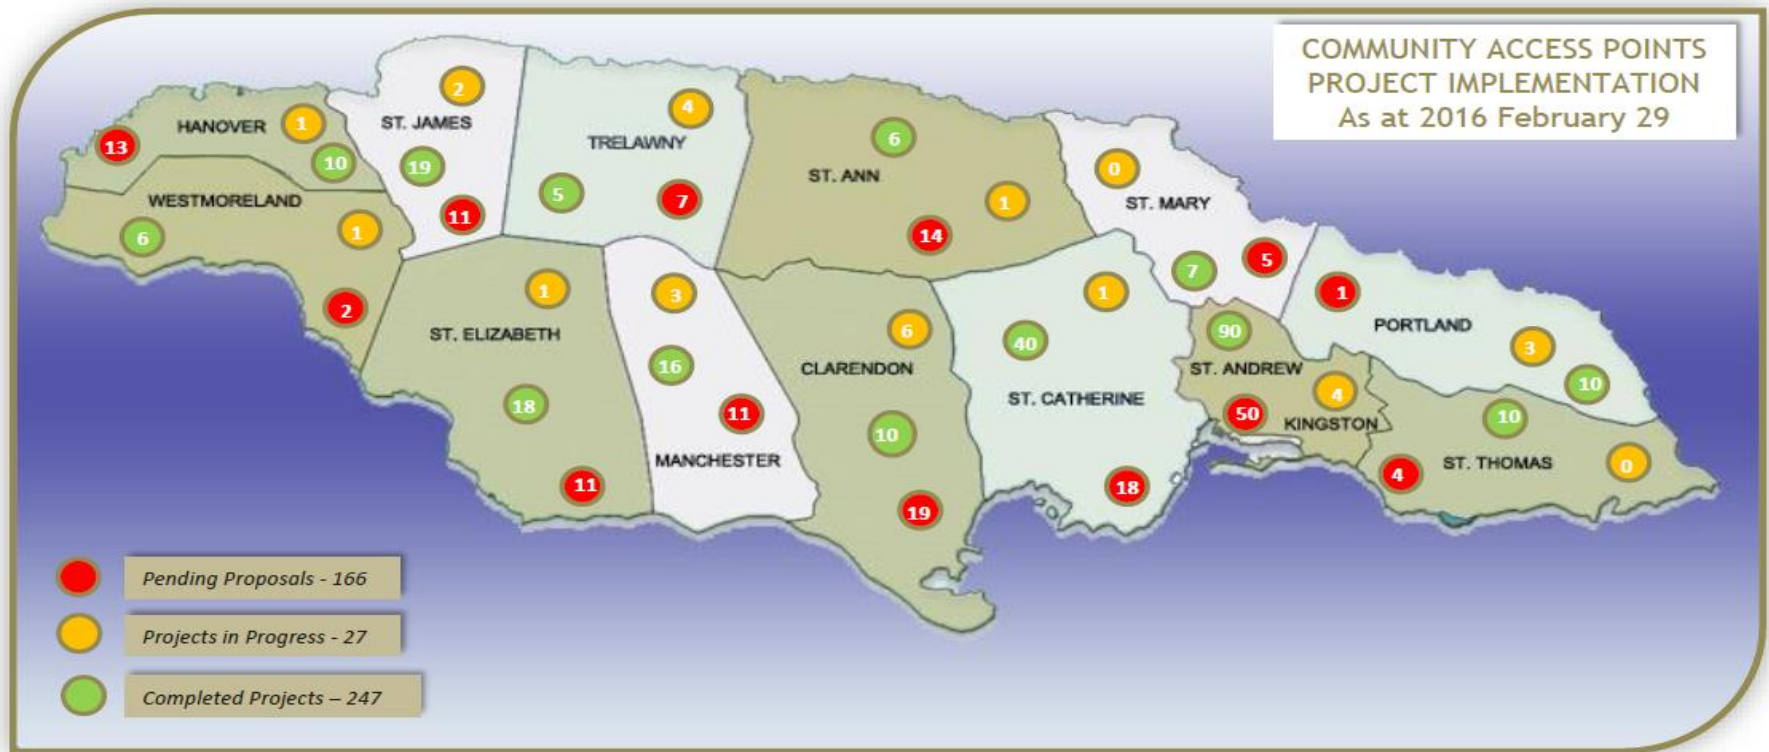 COMMUNITY ACCESS POINTS
PROJECT IMPLEMENTATION
As at 2016 February 29
HANOVER
1
13
10
WESTMORELAND
6
1
2
2
ST. JAMES
19
11
4
TRELAWNY
5
7
6
ST. ANN
1
14
0
ST. MARY
7
5
1
ST. ELIZABETH
18
11
3
16
11
MANCHESTER
6
CLARENDON
10
19
1
40
ST. CATHERINE
18
90
ST. ANDREW
4
50
KINGSTON
1
PORTLAND
3
10
10
ST. THOMAS
4
0
Pending Proposals - 166
Projects in Progress - 27
Completed Projects – 247